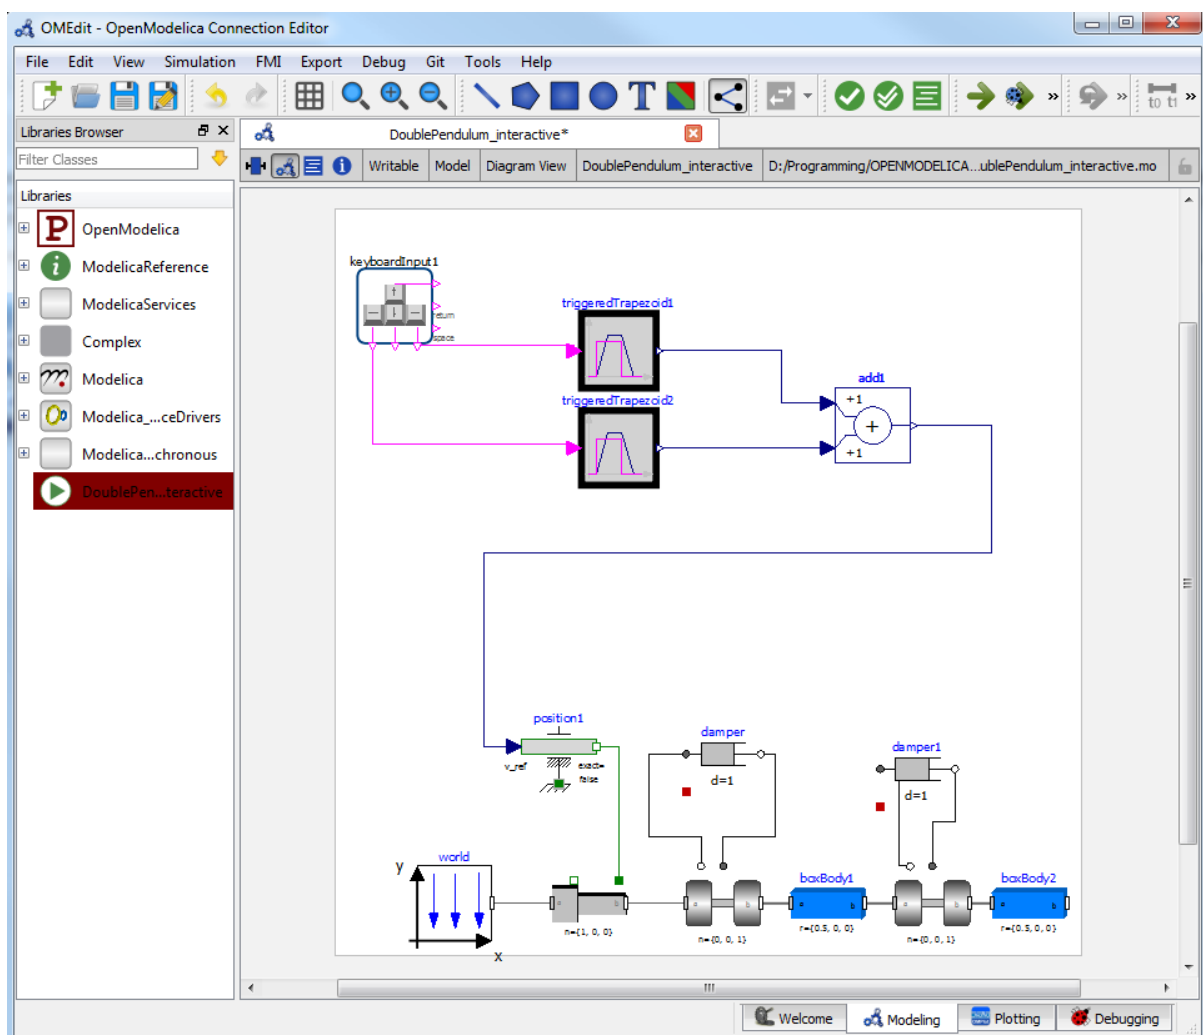 OMEdit - OpenModelica Connection Editor
File Edit View Simulation FMI Export Debug Git Tools Help
T » » to t1 »
Libraries Browser
DoublePendulum_interactive*
Filter Classes
i Writable Model Diagram View DoublePendulum_interactive D:/Programming/OPENMODELICA...ublePendulum_interactive.mo
Libraries
P OpenModelica
i ModelicaReference
ModelicaServices
Complex
Modelica
Modelica_...ceDrivers
Modelica...chronous
DoublePen...teractive
keyboardInput1
return
space
triggeredTrapezoid1
triggeredTrapezoid2
add1
+1
+
+1
position1
v_ref
exact=
false
damper
d=1
damper1
d=1
world
y
x
a b
n={1, 0, 0}
a b
n={0, 0, 1}
boxBody1
a b
r={0.5, 0, 0}
a b
n={0, 0, 1}
boxBody2
a b
r={0.5, 0, 0}
Welcome Modeling Plotting Debugging